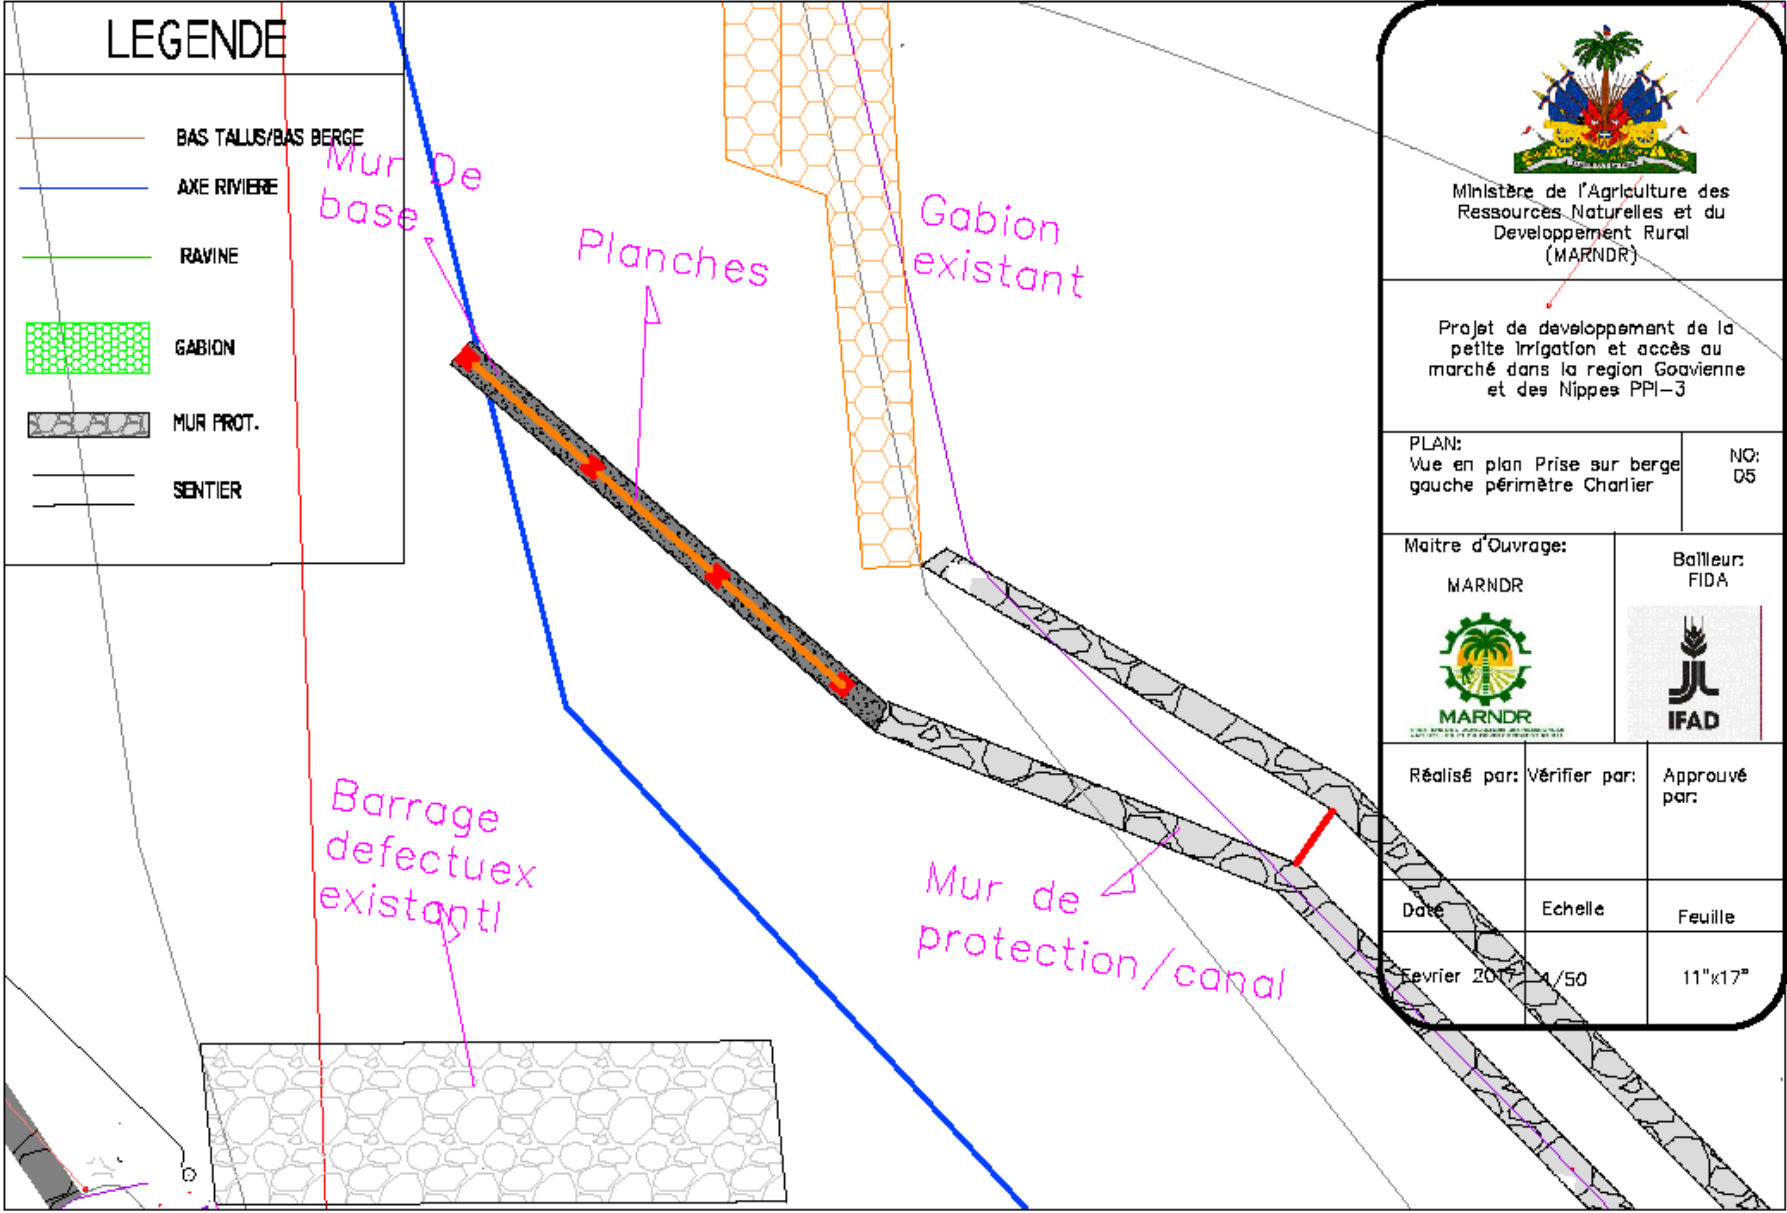 LEGENDE
BAS TALUS/BAS BERGE
AXE RIVIERE
RAVINE
GABION
MUR PROT.
SENTIER
Mur De
base
Planches
Gabion
existant
Barrage
defectuex
existantl
Mur de
protection/canal
Ministère de l'Agriculture des
Ressources Naturelles et du
Developpement Rural
(MARNDR)
Projet de developpement de la
petite irrigation et accès au
marché dans la region Goavienne
et des Nippes PPI-3
PLAN:
Vue en plan Prise sur berge
gauche périmètre Charlier
NO:
05
Maitre d'Ouvrage:
MARNDR
MARNDR
Bailleur:
FIDA
IFAD
Réalisé par:
Vérifier par:
Approuvé
par:
Date
Echelle
Feuille
Fevrier 2017
1/50
11"x17"